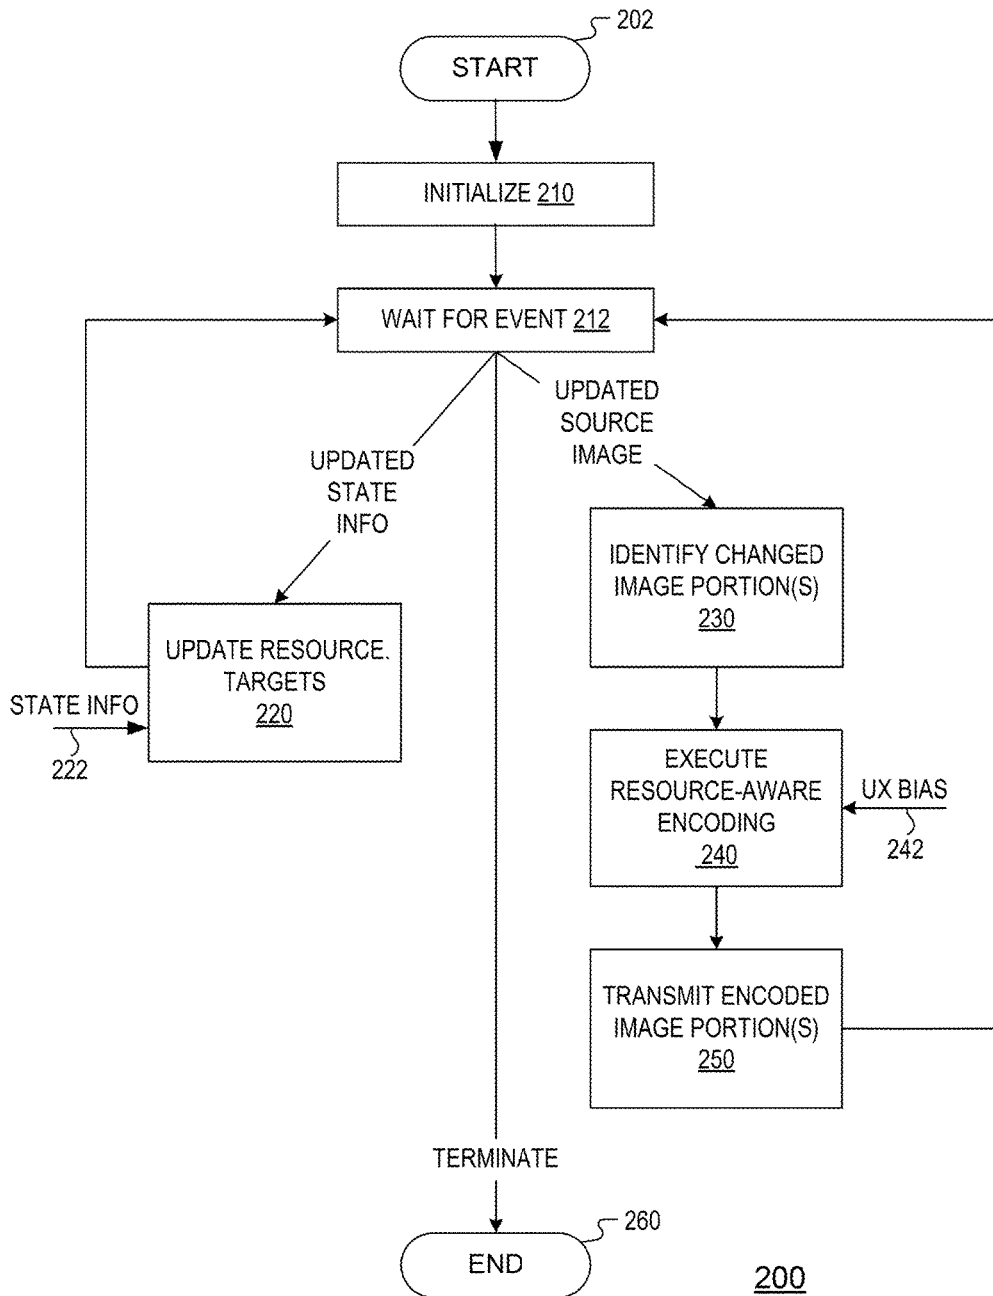 202
START
INITIALIZE 210
WAIT FOR EVENT 212
UPDATED
SOURCE
IMAGE
UPDATED
STATE
INFO
IDENTIFY CHANGED
IMAGE PORTION(S)
230
UPDATE RESOURCE.
TARGETS
220
STATE INFO
222
EXECUTE
RESOURCE-AWARE
ENCODING
240
UX BIAS
242
TRANSMIT ENCODED
IMAGE PORTION(S)
250
TERMINATE
260
END
200